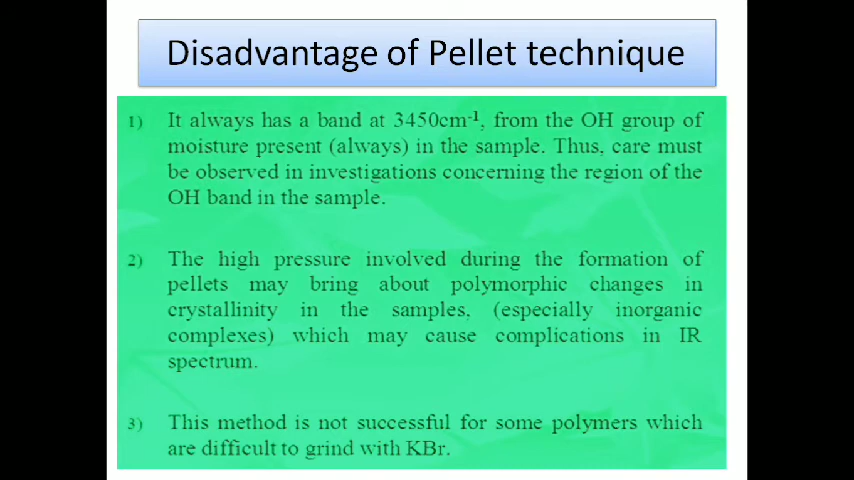 Disadvantage of Pellet technique
1) It always has a band at 3450cm⁻¹, from the OH group of
moisture present (always) in the sample. Thus, care must
be observed in investigations concerning the region of the
OH band in the sample.
2) The high pressure involved during the formation of
pellets may bring about polymorphic changes in
crystallinity in the samples, (especially inorganic
complexes) which may cause complications in IR
spectrum.
3) This method is not successful for some polymers which
are difficult to grind with KBr.